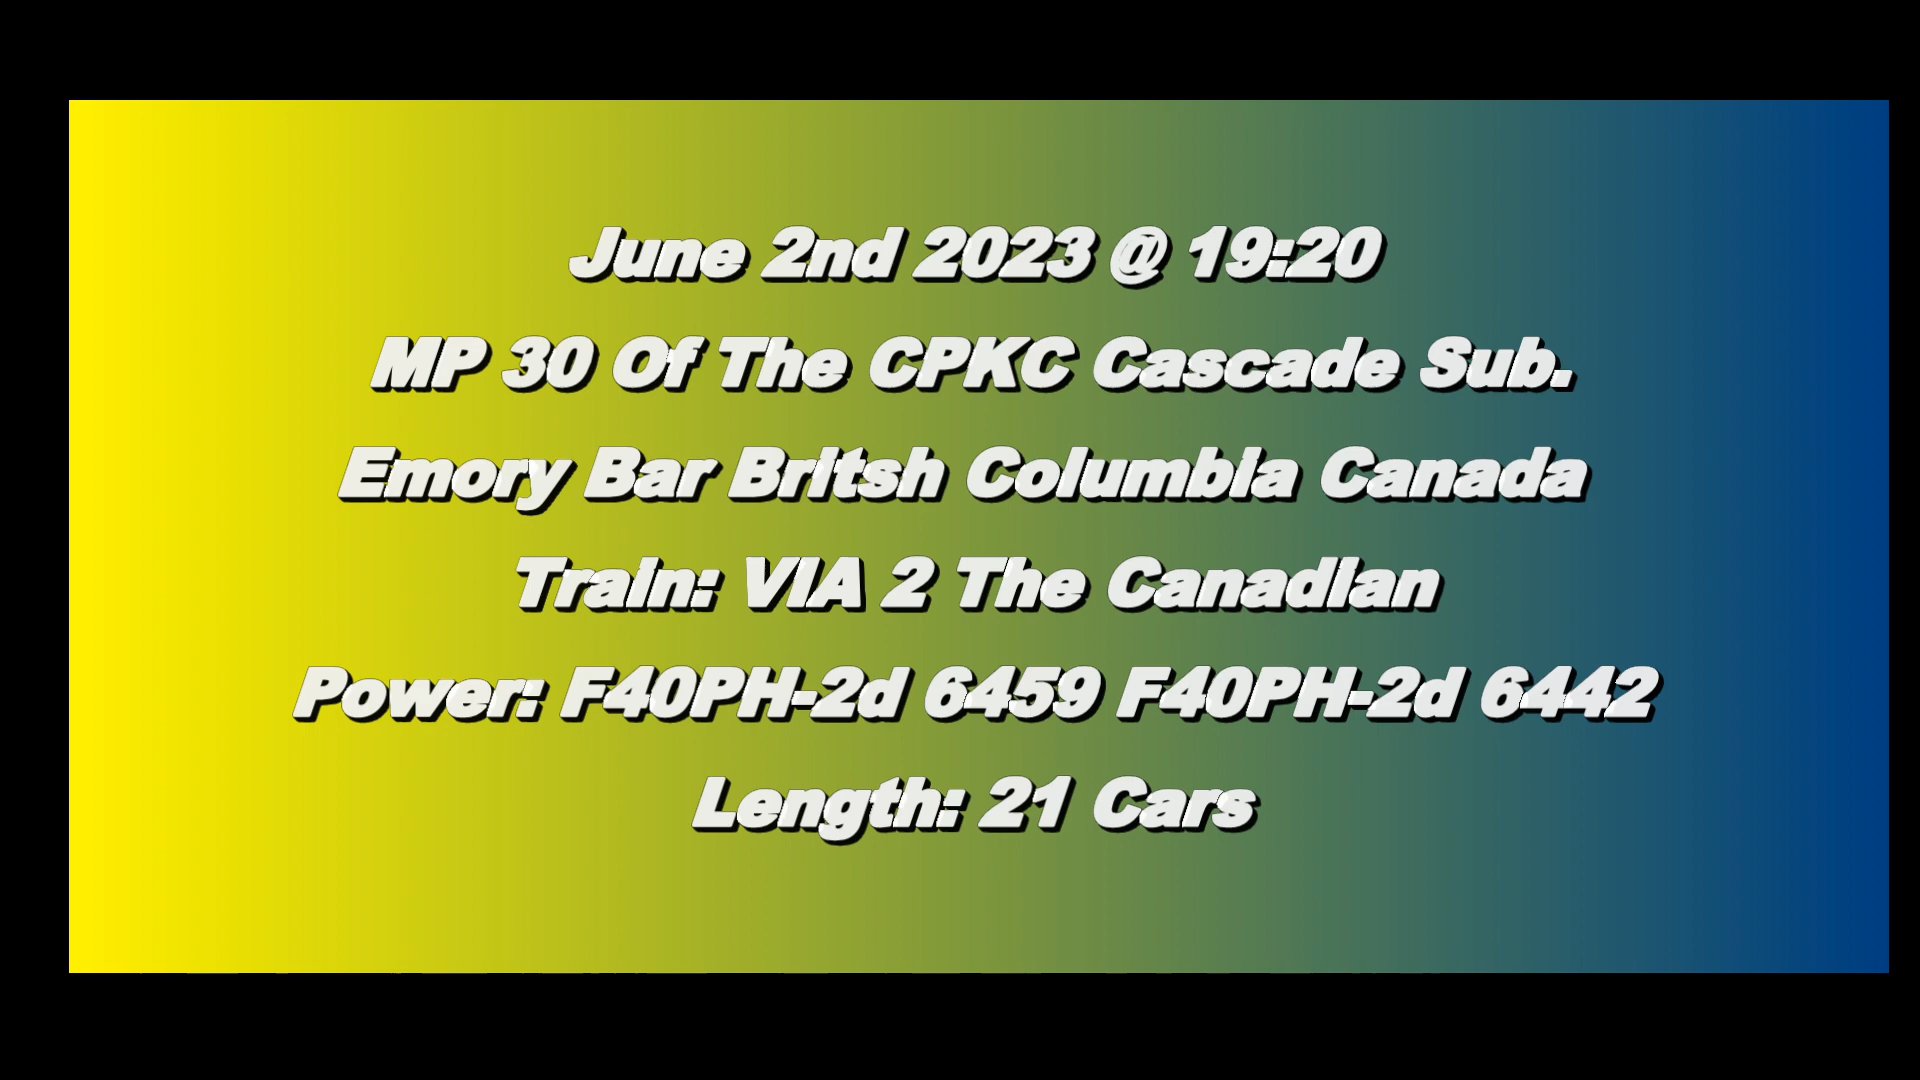 June 2nd 2023 @ 19:20
MP 30 Of The CPKC Cascade Sub.
Emory Bar Britsh Columbia Canada
Train: VIA 2 The Canadian
Power: F40PH-2d 6459 F40PH-2d 6442
Length: 21 Cars